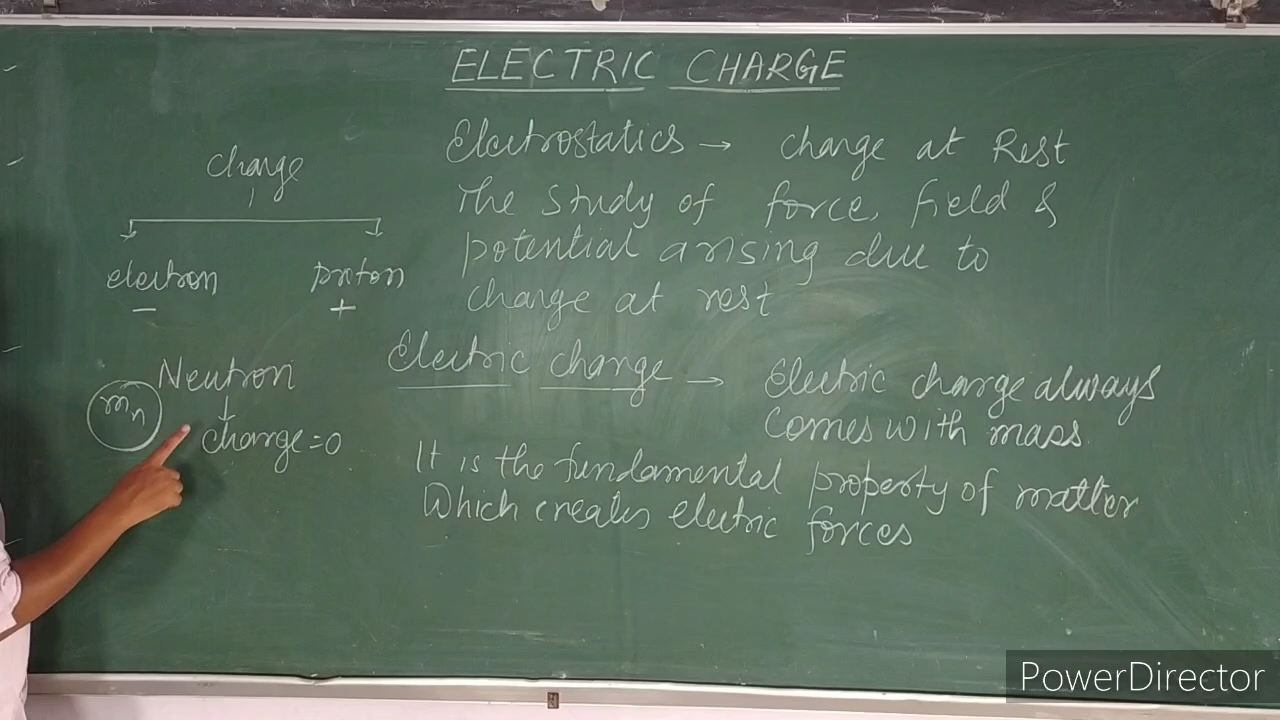 ELECTRIC CHARGE
charge
electron proton
- +
Neutron
mn
charge=0
Electrostatics → charge at Rest
The study of force, field &
potential arising due to
charge at rest
Electric charge → Electric charge always
comes with mass.
It is the fundamental property of matter
Which creates electric forces
PowerDirector